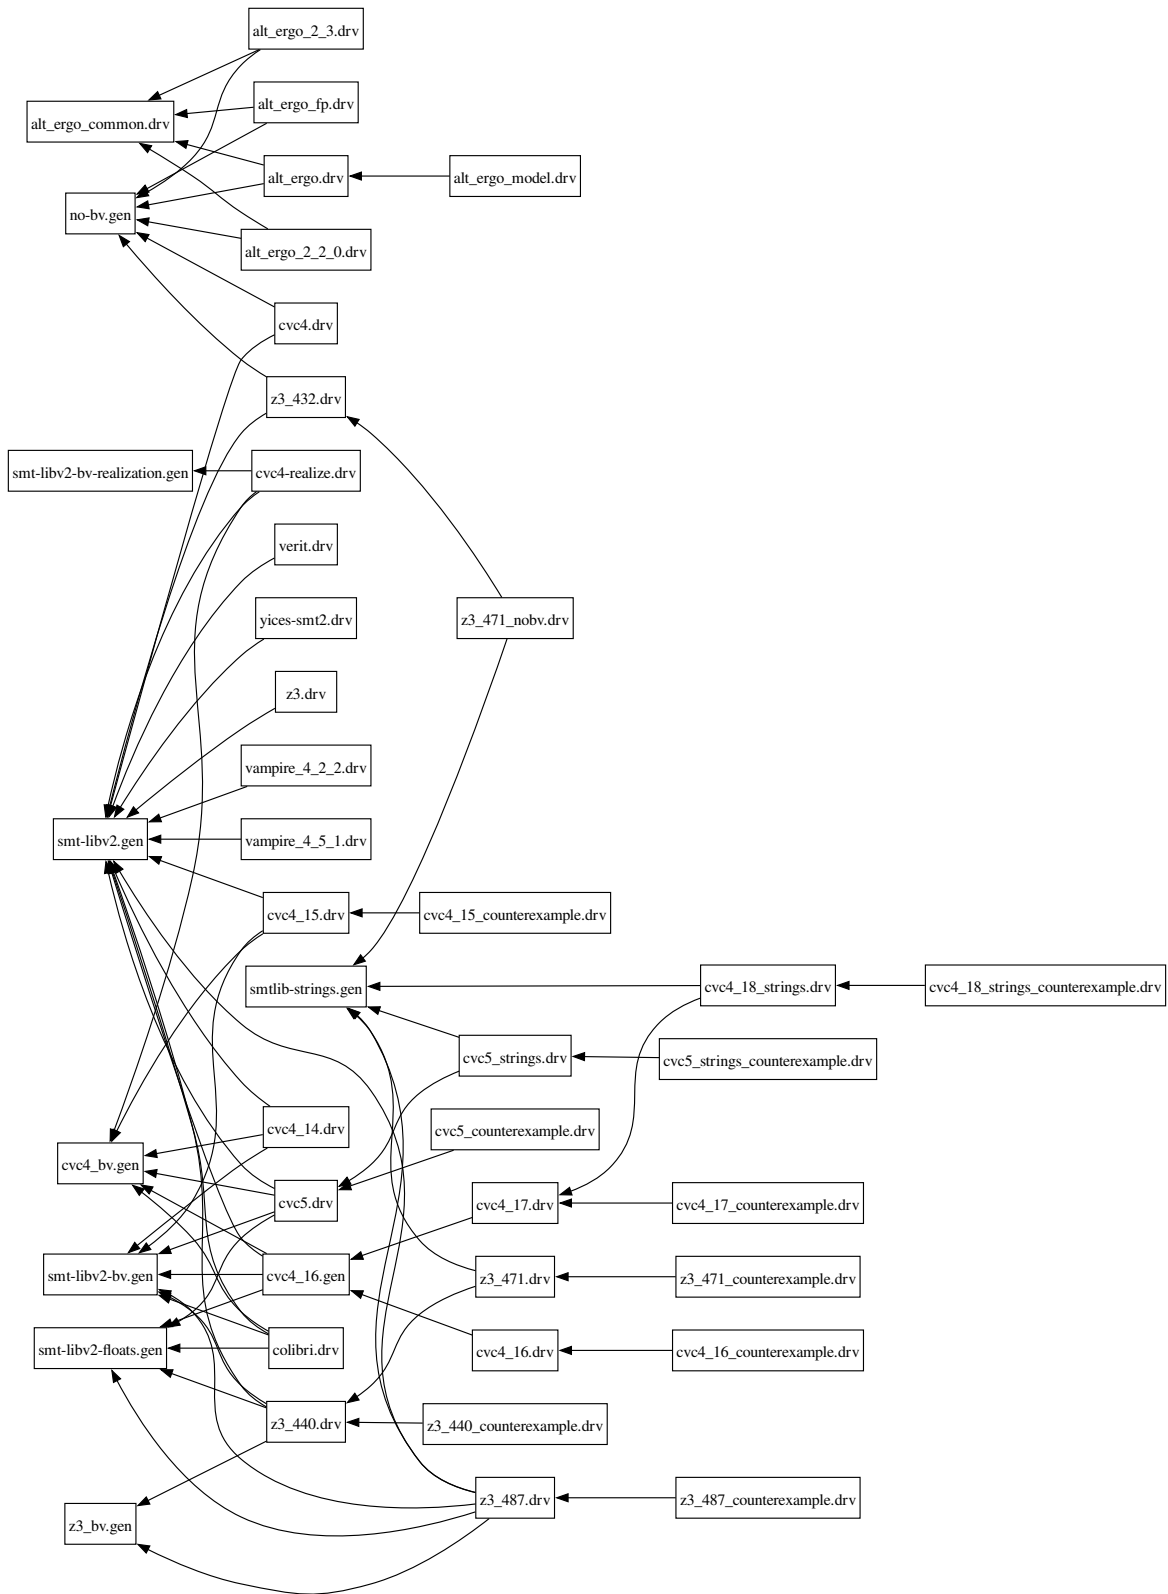 alt_ergo_2_3.drv
alt_ergo_fp.drv
alt_ergo_common.drv
alt_ergo.drv
alt_ergo_model.drv
no-bv.gen
alt_ergo_2_2_0.drv
cvc4.drv
z3_432.drv
smt-libv2-bv-realization.gen
cvc4-realize.drv
verit.drv
yices-smt2.drv
z3_471_nobv.drv
z3.drv
vampire_4_2_2.drv
smt-libv2.gen
vampire_4_5_1.drv
cvc4_15.drv
cvc4_15_counterexample.drv
smtlib-strings.gen
cvc4_18_strings.drv
cvc4_18_strings_counterexample.drv
cvc5_strings.drv
cvc5_strings_counterexample.drv
cvc4_14.drv
cvc5_counterexample.drv
cvc4_bv.gen
cvc5.drv
cvc4_17.drv
cvc4_17_counterexample.drv
smt-libv2-bv.gen
cvc4_16.gen
z3_471.drv
z3_471_counterexample.drv
smt-libv2-floats.gen
colibri.drv
cvc4_16.drv
cvc4_16_counterexample.drv
z3_440.drv
z3_440_counterexample.drv
z3_487.drv
z3_487_counterexample.drv
z3_bv.gen